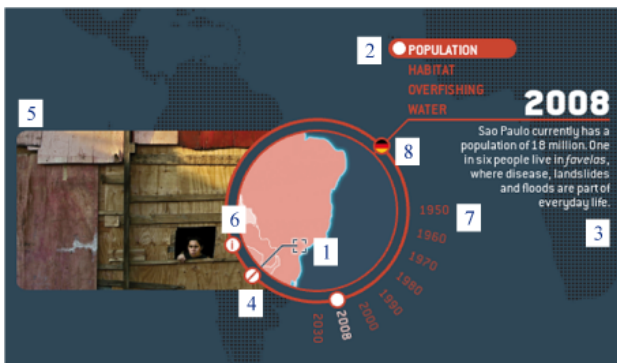 2
POPULATION
HABITAT
OVERFISHING
WATER
2008
5
Sao Paulo currently has a
population of 18 million. One
in six people live in favelas,
where disease, landslides
and floods are part of
everyday life.
8
6
7
1
3
4
1950
1960
1970
1980
1990
2000
2008
2030